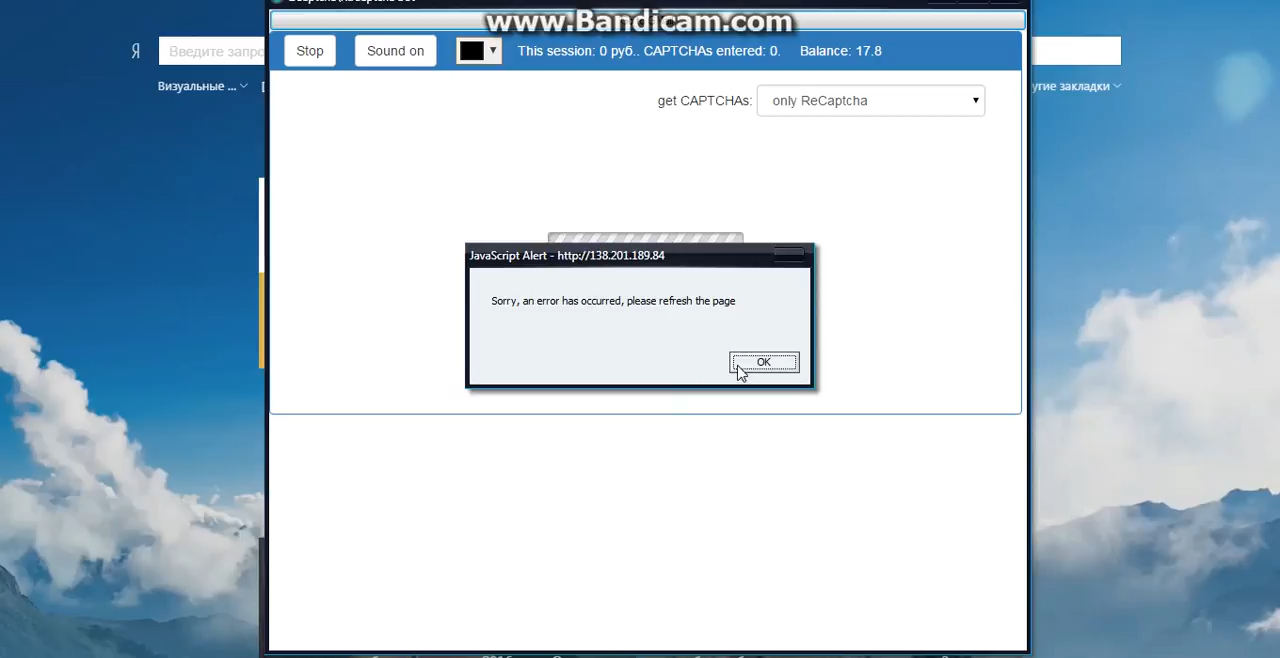 www.Bandicam.com
Я
Введите запро
Stop
Sound on
This session: 0 руб.. CAPTCHAs entered: 0.
Balance: 17.8
Визуальные ...
угие закладки
get CAPTCHAs:
only ReCaptcha
JavaScript Alert - http://138.201.189.84
Sorry, an error has occurred, please refresh the page
OK